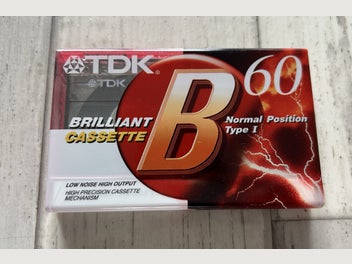 TDK
TDK
60
B
BRILLIANT
CASSETTE
Normal Position
Type I
LOW NOISE HIGH OUTPUT
HIGH PRECISION CASSETTE
MECHANISM